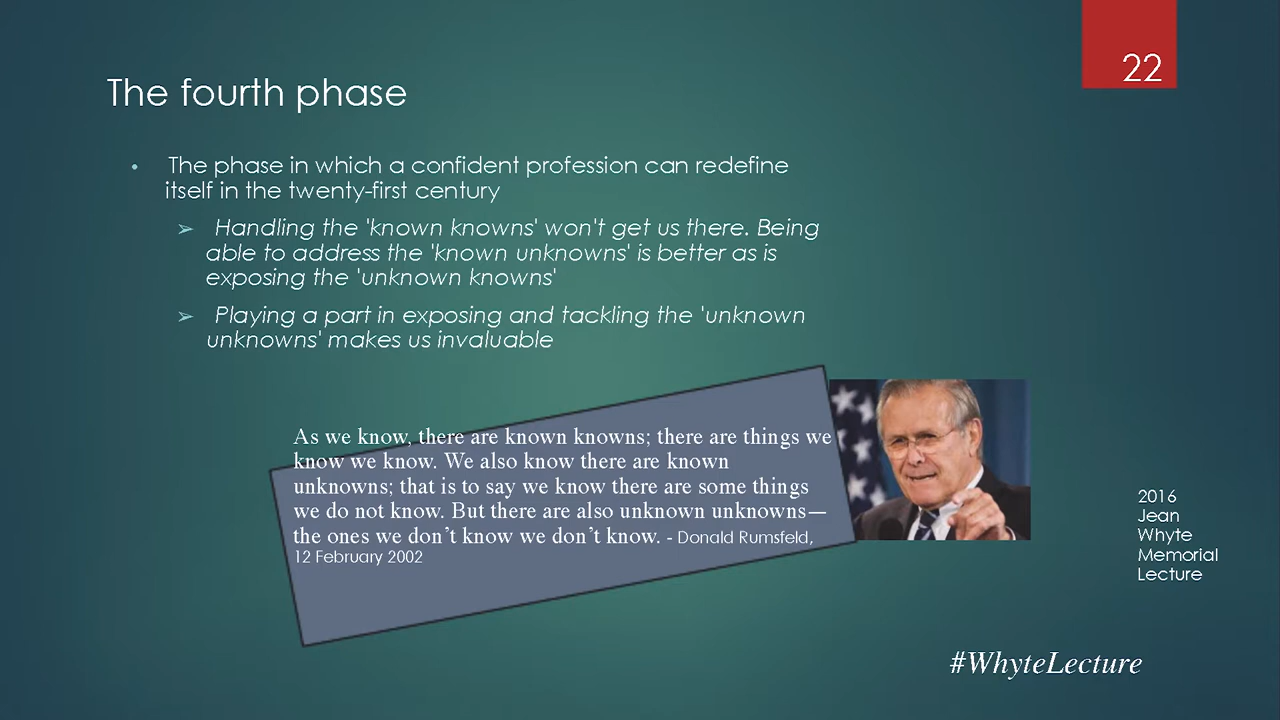 22
The fourth phase
• The phase in which a confident profession can redefine
itself in the twenty-first century
➢ Handling the 'known knowns' won't get us there. Being
able to address the 'known unknowns' is better as is
exposing the 'unknown knowns'
➢ Playing a part in exposing and tackling the 'unknown
unknowns' makes us invaluable
As we know, there are known knowns; there are things we
know we know. We also know there are known
unknowns; that is to say we know there are some things
we do not know. But there are also unknown unknowns—
the ones we don’t know we don’t know. - Donald Rumsfeld,
12 February 2002
2016
Jean
Whyte
Memorial
Lecture
#WhyteLecture